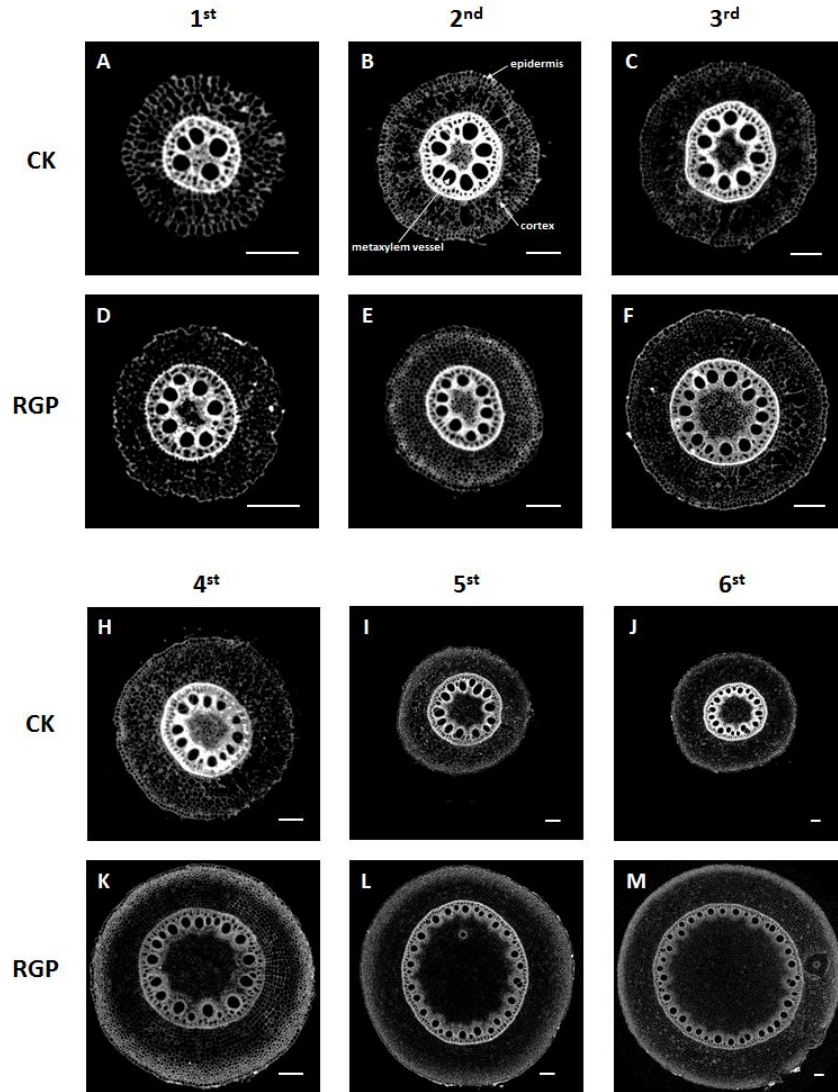 1st 2nd 3rd
CK
A B C
epidermis
cortex
metaxylem vessel
RGP
D E F
4st 5st 6st
CK
H I J
RGP
K L M